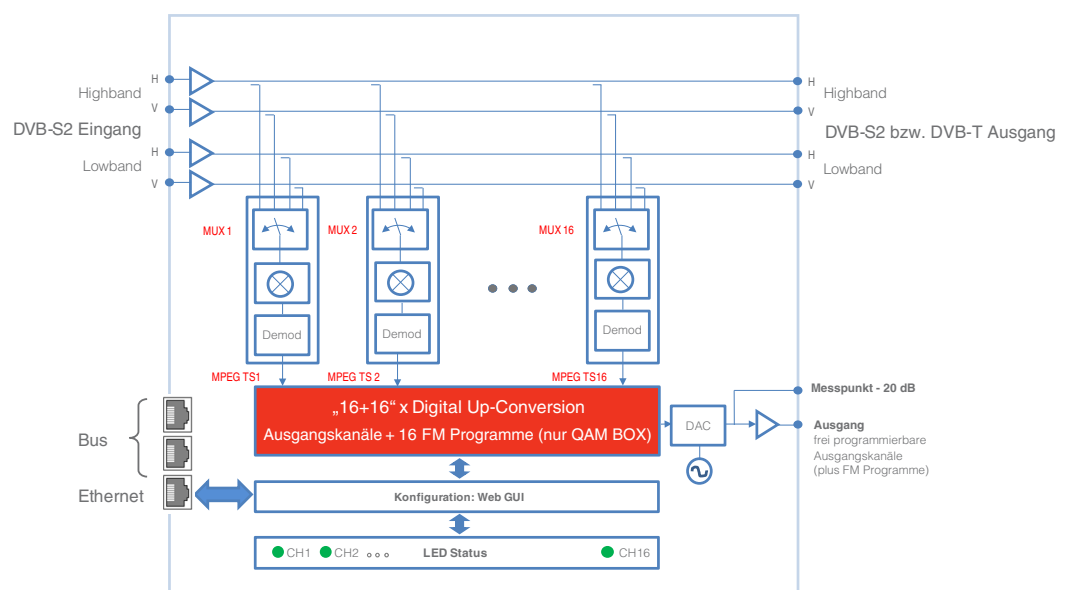 H
Highband
V
DVB-S2 Eingang
H
Lowband
V
H
Highband
V
DVB-S2 bzw. DVB-T Ausgang
H
Lowband
V
MUX 1
MUX 2
MUX 16
Demod
Demod
Demod
MPEG TS1
MPEG TS 2
MPEG TS16
„16+16“ x Digital Up-Conversion
Ausgangskanäle + 16 FM Programme (nur QAM BOX)
DAC
Messpunkt - 20 dB
Ausgang
frei programmierbare
Ausgangskanäle
(plus FM Programme)
Bus
Ethernet
Konfiguration: Web GUI
CH1
CH2
LED Status
CH16